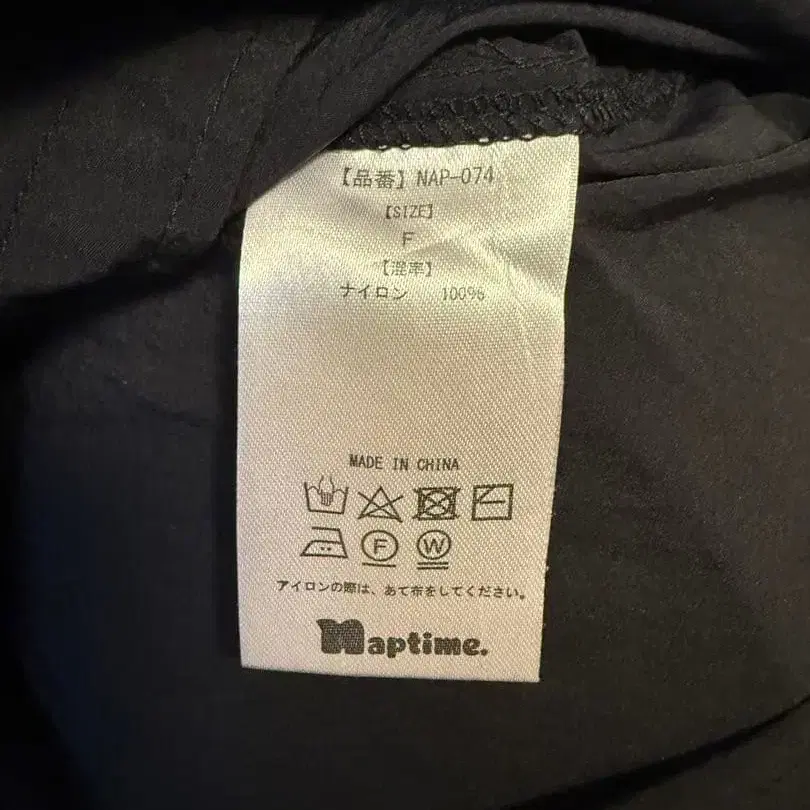 【品番】NAP-074
【SIZE】
F
【混率】
ナイロン 100%
MADE IN CHINA
F W
アイロンの際は、あて布をしてください。
Naptime.